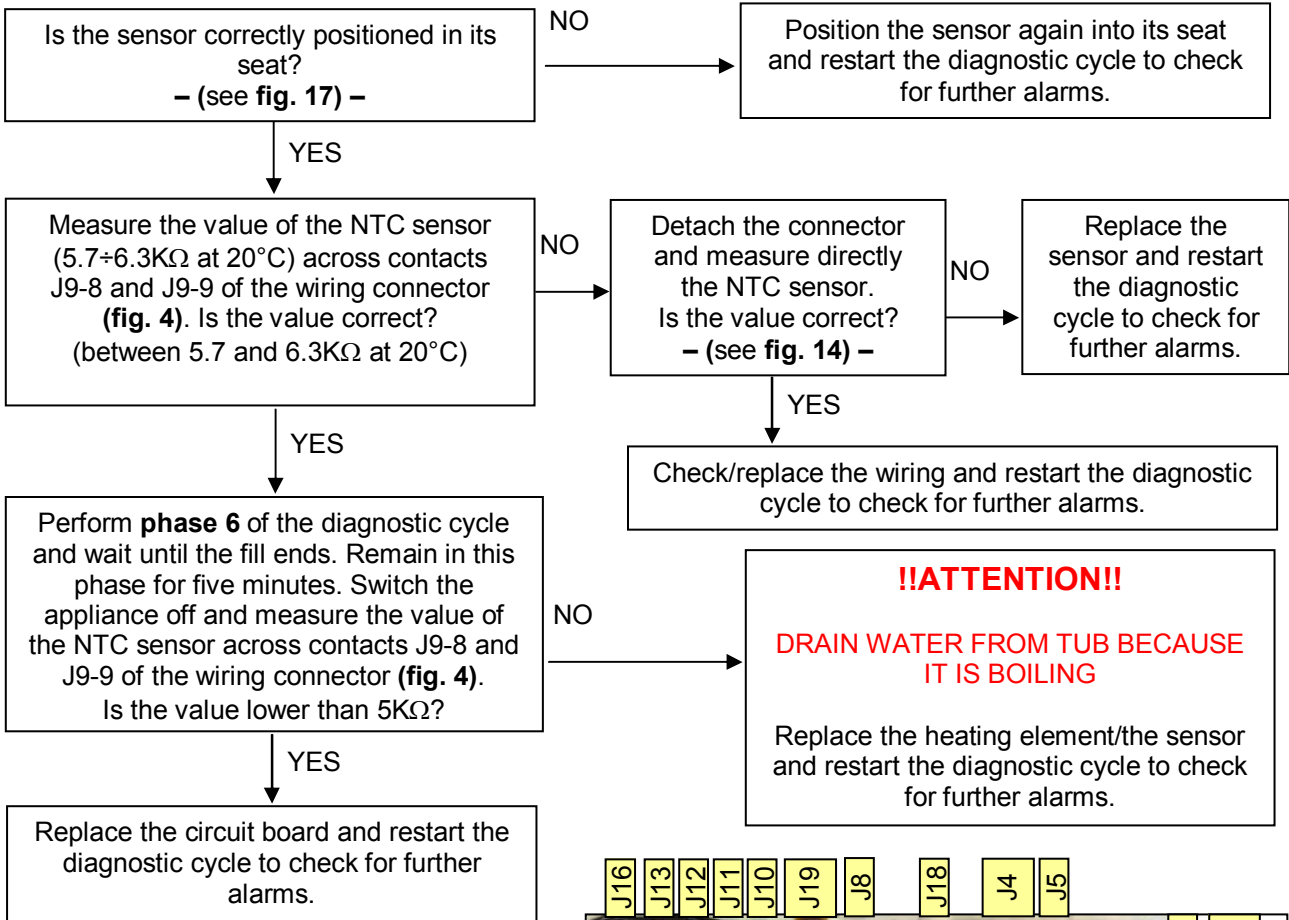 Is the sensor correctly positioned in its
seat?
– (see fig. 17) –
NO
Position the sensor again into its seat
and restart the diagnostic cycle to check
for further alarms.
YES
Measure the value of the NTC sensor
(5.7÷6.3KΩ at 20°C) across contacts
J9-8 and J9-9 of the wiring connector
(fig. 4). Is the value correct?
(between 5.7 and 6.3KΩ at 20°C)
NO
Detach the connector
and measure directly
the NTC sensor.
Is the value correct?
– (see fig. 14) –
NO
Replace the
sensor and restart
the diagnostic
cycle to check for
further alarms.
YES
Check/replace the wiring and restart the diagnostic
cycle to check for further alarms.
YES
Perform phase 6 of the diagnostic cycle
and wait until the fill ends. Remain in this
phase for five minutes. Switch the
appliance off and measure the value of
the NTC sensor across contacts J9-8 and
J9-9 of the wiring connector (fig. 4).
Is the value lower than 5KΩ?
NO
!!ATTENTION!!
DRAIN WATER FROM TUB BECAUSE
IT IS BOILING
Replace the heating element/the sensor
and restart the diagnostic cycle to check
for further alarms.
YES
Replace the circuit board and restart the
diagnostic cycle to check for further
alarms.
J16
J13
J12
J11
J10
J19
J8
J18
J4
J5